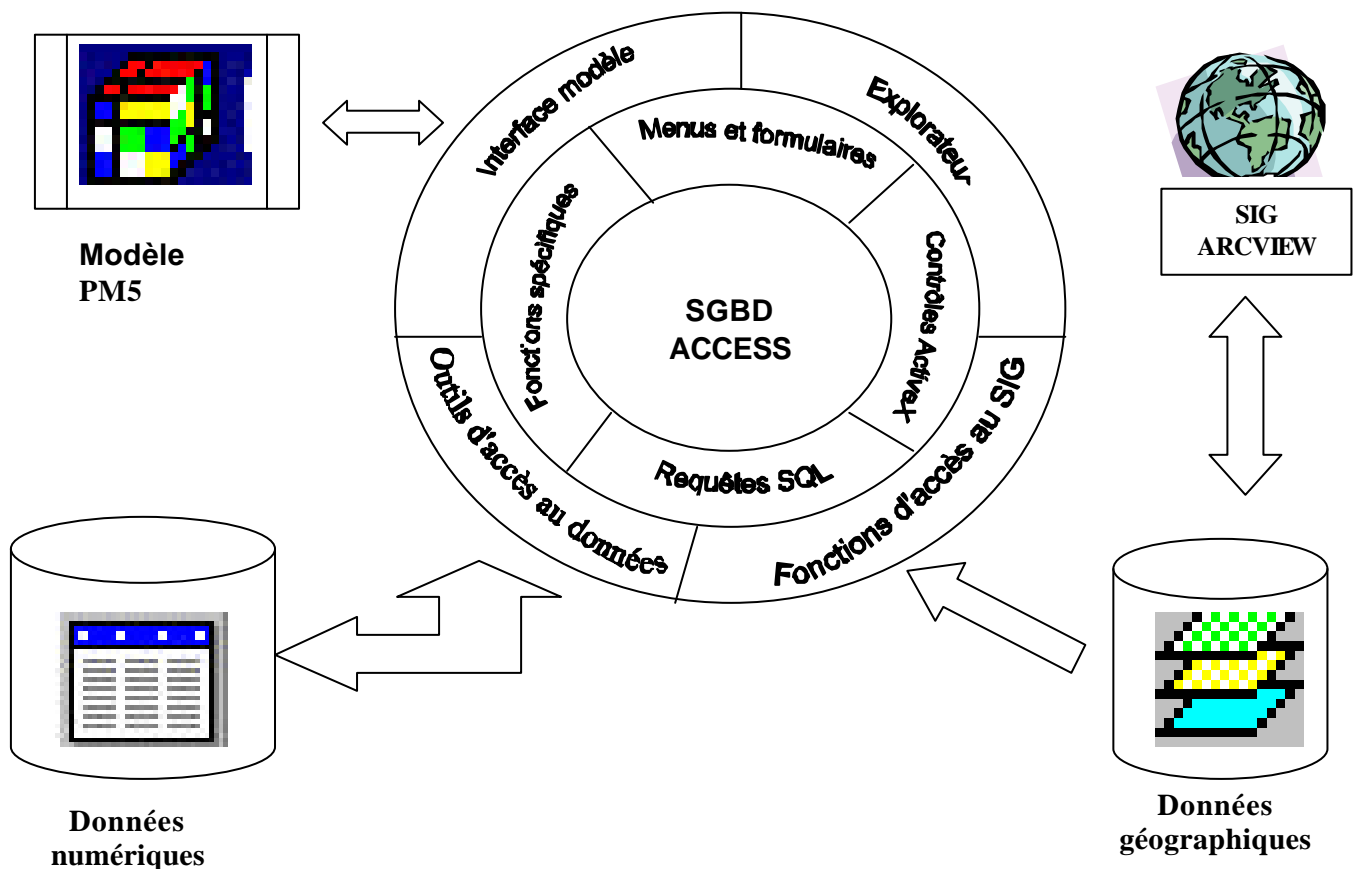 Interface modèle
Explorateur
Menus et formulaires
Fonctions spécifiques
Contrôles ActiveX
SIG
ARCVIEW
Modèle
PM5
SGBD
ACCESS
Requêtes SQL
Outils d'accès au données
Fonctions d'accès au SIG
Données
numériques
Données
géographiques